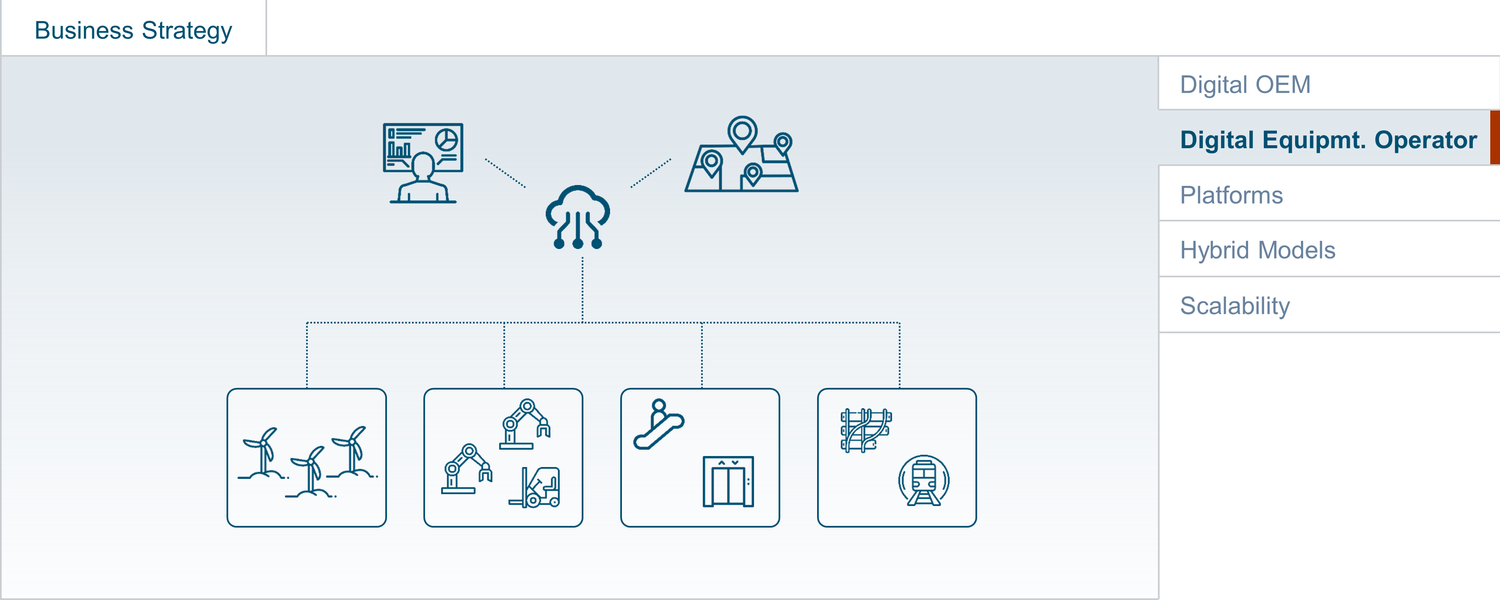 Business Strategy
Digital OEM
Digital Equipmt. Operator
Platforms
Hybrid Models
Scalability